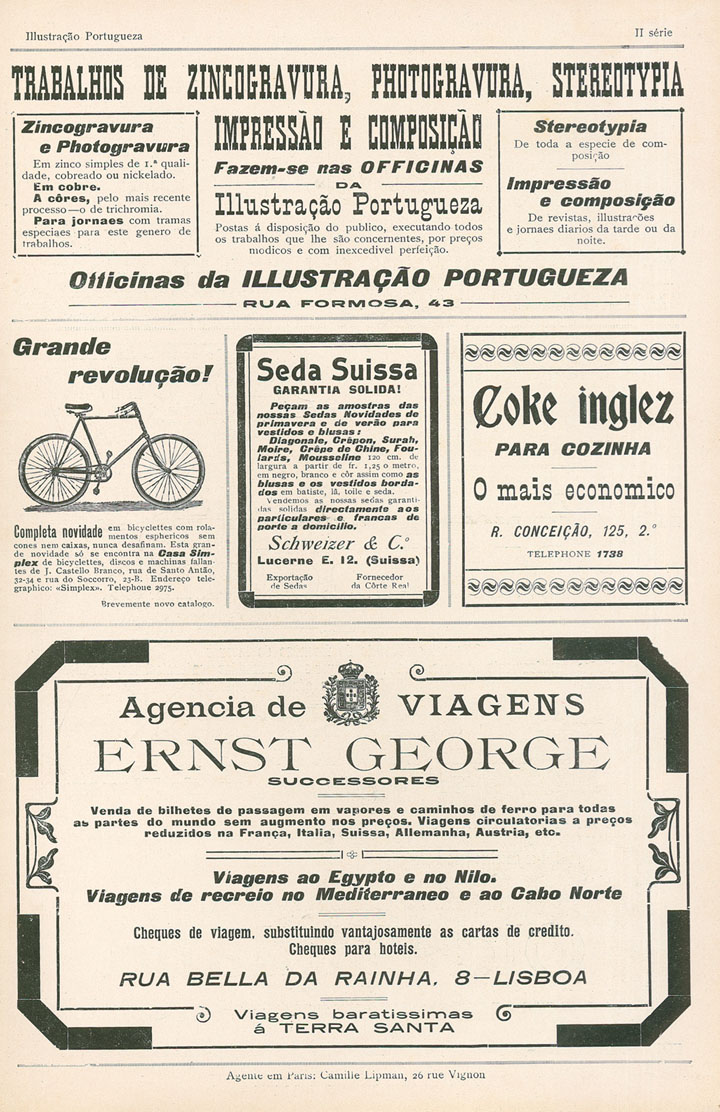 Illustração Portugueza
II série
TRABALHOS DE ZINCOGRAVURA, PHOTOGRAVURA, STEREOTYPIA
IMPRESSÃO E COMPOSIÇÃO
Zincogravura
e Photogravura
Em zinco simples de 1.ª quali-
dade, cobreado ou nickelado.
Em cobre.
A côres, pelo mais recente
processo—o de trichromia.
Para jornaes com tramas
especiaes para este genero de
trabalhos.
Fazem-se nas OFFICINAS
DA
Illustração Portugueza
Postas á disposição do publico, executando todos
os trabalhos que lhe são concernentes, por preços
modicos e com inexcedivel perfeição.
Stereotypia
De toda a especie de com-
posição
Impressão
e composição
De revistas, illustrações
e jornaes diarios da tarde ou da
noite.
Officinas da ILLUSTRAÇÃO PORTUGUEZA
RUA FORMOSA, 43
Grande
revolução!
Completa novidade em bicyclettes com rola-
mentos esphericos sem
cones nem caixas, nunca desafinam. Esta gran-
de novidade só se encontra na Casa Sim-
plex de bicyclettes, discos e machinas fallan-
tes de J. Castello Branco, rua de Santo Antão,
32-34 e rua do Soccorro, 23-B. Endereço tele-
graphico: «Simplex». Telephone 2975.
Brevemente novo catalogo.
Seda Suissa
GARANTIA SOLIDA!
Peçam as amostras das
nossas Sedas Novidades de
primavera e de verão para
vestidos e blusas:
Diagonale, Crêpon, Surah,
Moire, Crêpe de Chine, Fou-
lards, Mousseline 120 cm. de
largura a partir de fr. 1,25 o metro,
em negro, branco e côr assim como as
blusas e os vestidos borda-
dos em batiste, lã, toile e seda.
Vendemos as nossas sedas garanti-
das solidas directamente aos
particulares e francas de
porte a domicilio.
Schweizer & C.º
Lucerne E. 12. (Suissa)
Exportação
de Sedas
Fornecedor
da Côrte Real
Coke inglez
PARA COZINHA
O mais economico
R. CONCEIÇÃO, 125, 2.º
TELEPHONE 1738
Agencia de VIAGENS
ERNST GEORGE
SUCCESSORES
Venda de bilhetes de passagem em vapores e caminhos de ferro para todas
as partes do mundo sem augmento nos preços. Viagens circulatorias a preços
reduzidos na França, Italia, Suissa, Allemanha, Austria, etc.
Viagens ao Egypto e no Nilo.
Viagens de recreio no Mediterraneo e ao Cabo Norte
Cheques de viagem, substituindo vantajosamente as cartas de credito.
Cheques para hoteis.
RUA BELLA DA RAINHA, 8—LISBOA
Viagens baratissimas
á TERRA SANTA
Agente em Paris: Camille Lipman, 26 rue Vignon